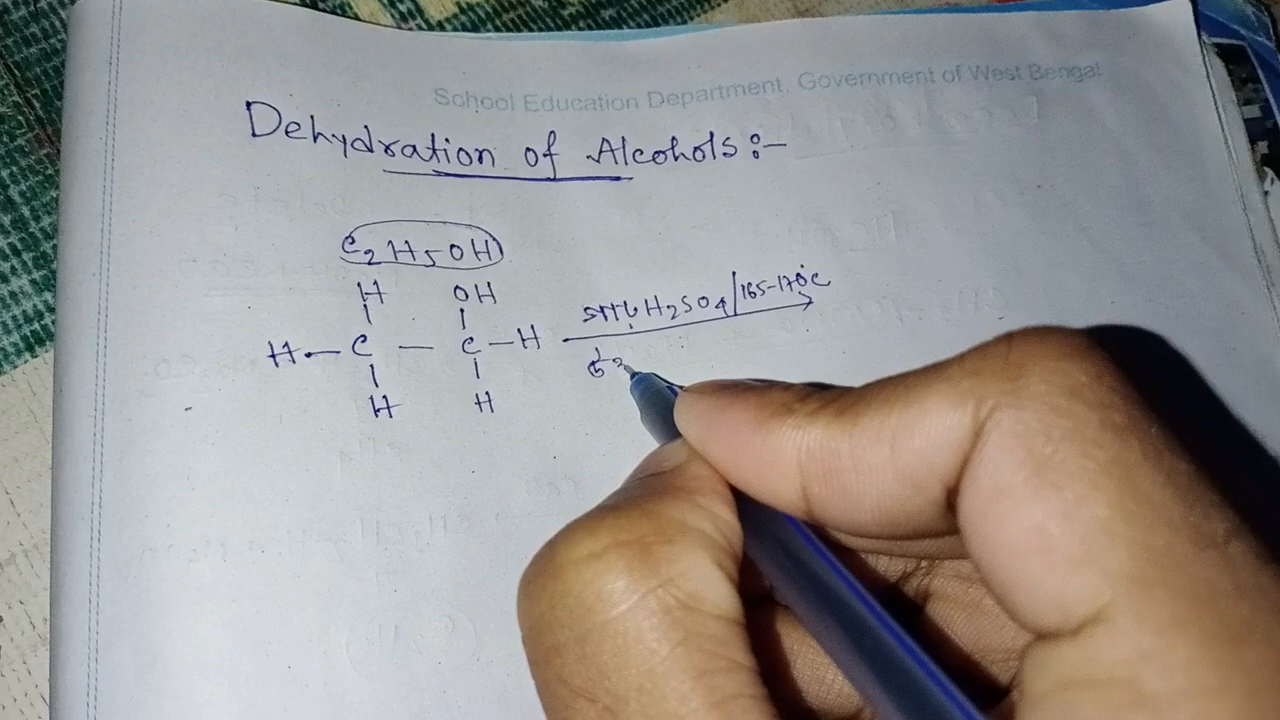 School Education Department, Government of West Bengal
Dehydration of Alcohols :-
C2H5OH
H OH
H - C - C - H
H H
গাঢ় H2SO4 / 165-170°C